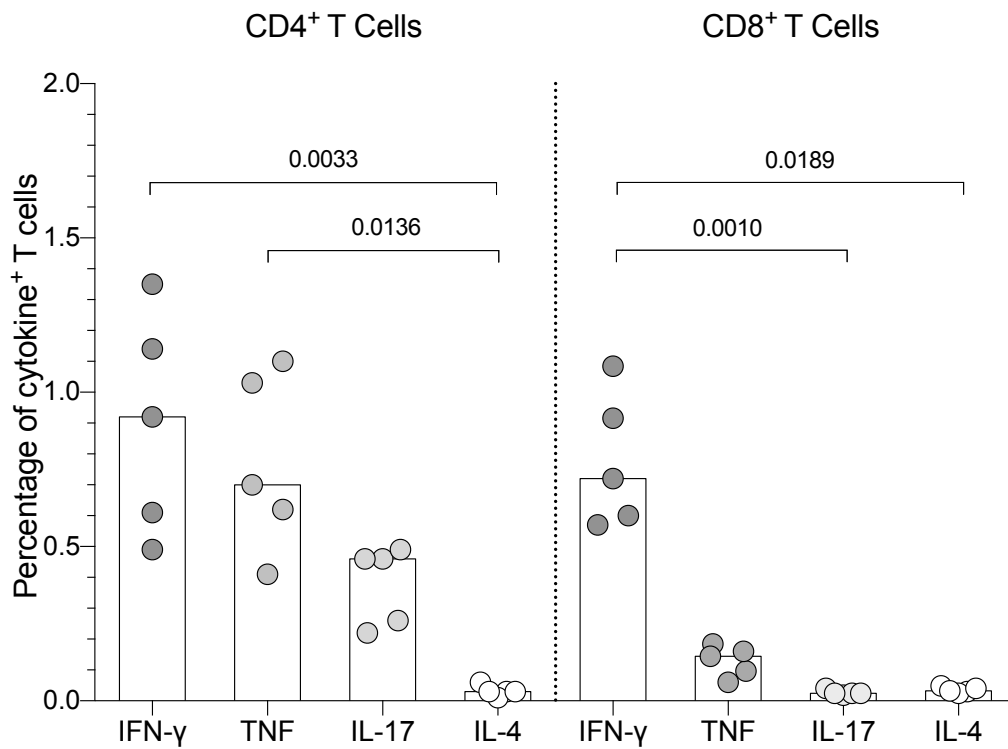 CD4⁺ T Cells CD8⁺ T Cells
Percentage of cytokine⁺ T cells
2.0
1.5
1.0
0.5
0.0
0.0033 0.0189
0.0136 0.0010
IFN-γ TNF IL-17 IL-4 IFN-γ TNF IL-17 IL-4